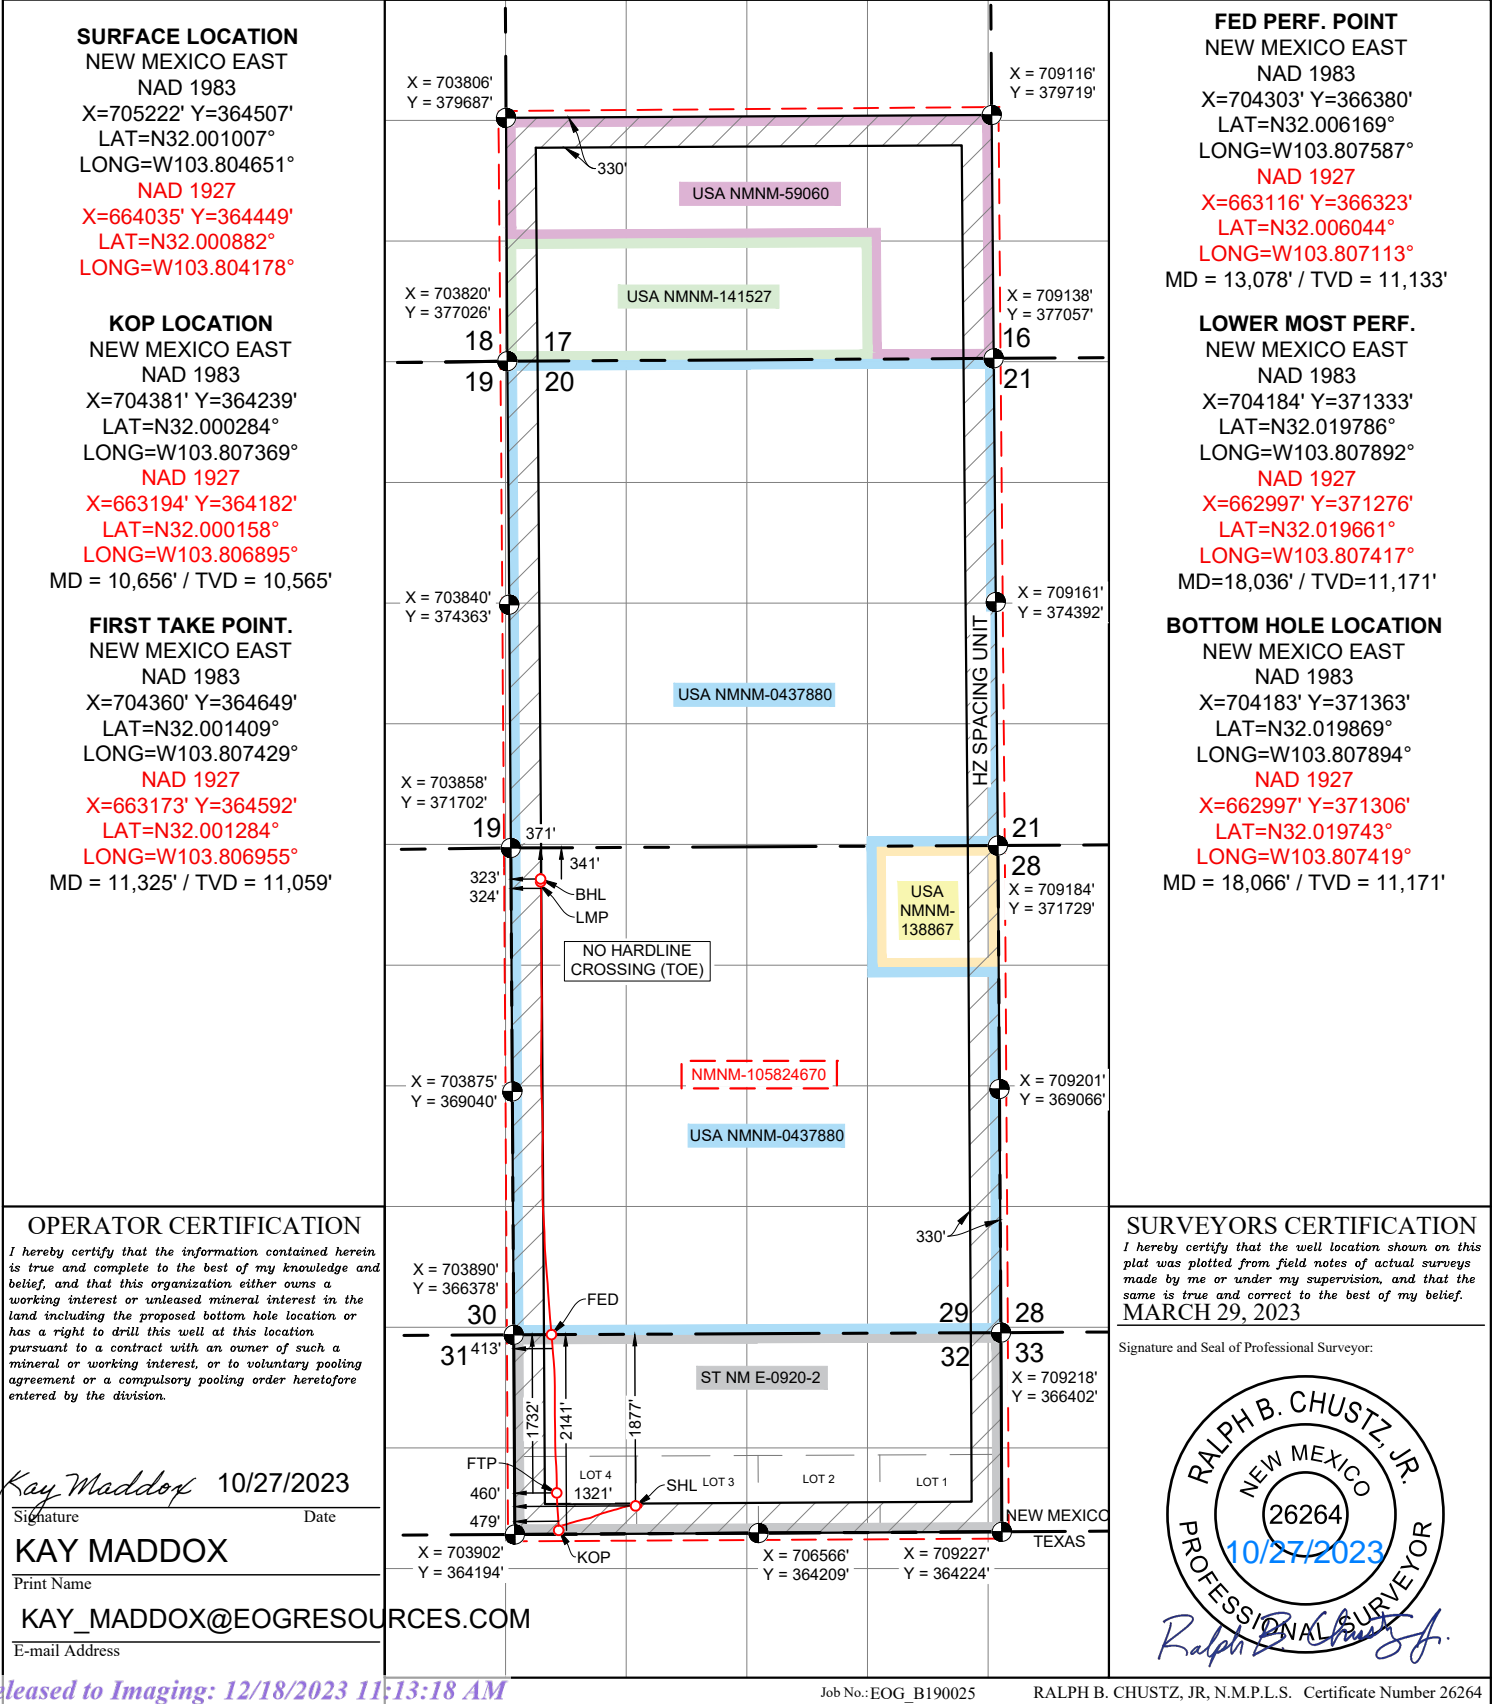 SURFACE LOCATION
NEW MEXICO EAST
NAD 1983
X=705222' Y=364507'
LAT=N32.001007°
LONG=W103.804651°
NAD 1927
X=664035' Y=364449'
LAT=N32.000882°
LONG=W103.804178°
KOP LOCATION
NEW MEXICO EAST
NAD 1983
X=704381' Y=364239'
LAT=N32.000284°
LONG=W103.807369°
NAD 1927
X=663194' Y=364182'
LAT=N32.000158°
LONG=W103.806895°
MD = 10,656' / TVD = 10,565'
FIRST TAKE POINT.
NEW MEXICO EAST
NAD 1983
X=704360' Y=364649'
LAT=N32.001409°
LONG=W103.807429°
NAD 1927
X=663173' Y=364592'
LAT=N32.001284°
LONG=W103.806955°
MD = 11,325' / TVD = 11,059'
OPERATOR CERTIFICATION
I hereby certify that the information contained herein
is true and complete to the best of my knowledge and
belief, and that this organization either owns a
working interest or unleased mineral interest in the
land including the proposed bottom hole location or
has a right to drill this well at this location
pursuant to a contract with an owner of such a
mineral or working interest, or to voluntary pooling
agreement or a compulsory pooling order heretofore
entered by the division.
Kay Maddox 10/27/2023
Signature Date
KAY MADDOX
Print Name
KAY_MADDOX@EOGRESOURCES.COM
E-mail Address
X = 703806'
Y = 379687'
X = 709116'
Y = 379719'
330'
USA NMNM-59060
USA NMNM-141527
X = 703820'
Y = 377026'
X = 709138'
Y = 377057'
18 17 16
19 20 21
X = 703840'
Y = 374363'
X = 709161'
Y = 374392'
HZ SPACING UNIT
USA NMNM-0437880
X = 703858'
Y = 371702'
19 371' 21
341' 28
323' BHL
324' LMP
X = 709184'
Y = 371729'
USA
NMNM-
138867
NO HARDLINE
CROSSING (TOE)
NMNM-105824670
X = 703875'
Y = 369040'
X = 709201'
Y = 369066'
USA NMNM-0437880
330'
X = 703890'
Y = 366378'
FED
30 29 28
31 413' 32 33
ST NM E-0920-2
X = 709218'
Y = 366402'
1732'
2141'
1877'
FTP
LOT 4 LOT 3 LOT 2 LOT 1
460' 1321' SHL
479'
KOP
NEW MEXICO
TEXAS
X = 703902'
Y = 364194'
X = 706566'
Y = 364209'
X = 709227'
Y = 364224'
FED PERF. POINT
NEW MEXICO EAST
NAD 1983
X=704303' Y=366380'
LAT=N32.006169°
LONG=W103.807587°
NAD 1927
X=663116' Y=366323'
LAT=N32.006044°
LONG=W103.807113°
MD = 13,078' / TVD = 11,133'
LOWER MOST PERF.
NEW MEXICO EAST
NAD 1983
X=704184' Y=371333'
LAT=N32.019786°
LONG=W103.807892°
NAD 1927
X=662997' Y=371276'
LAT=N32.019661°
LONG=W103.807417°
MD=18,036' / TVD=11,171'
BOTTOM HOLE LOCATION
NEW MEXICO EAST
NAD 1983
X=704183' Y=371363'
LAT=N32.019869°
LONG=W103.807894°
NAD 1927
X=662997' Y=371306'
LAT=N32.019743°
LONG=W103.807419°
MD = 18,066' / TVD = 11,171'
SURVEYORS CERTIFICATION
I hereby certify that the well location shown on this
plat was plotted from field notes of actual surveys
made by me or under my supervision, and that the
same is true and correct to the best of my belief.
MARCH 29, 2023
Signature and Seal of Professional Surveyor:
RALPH B. CHUSTZ, JR.
NEW MEXICO
26264
10/27/2023
PROFESSIONAL SURVEYOR
Ralph B. Chustz Jr.
leased to Imaging: 12/18/2023 11:13:18 AM
Job No.: EOG_B190025
RALPH B. CHUSTZ, JR, N.M.P.L.S. Certificate Number 26264